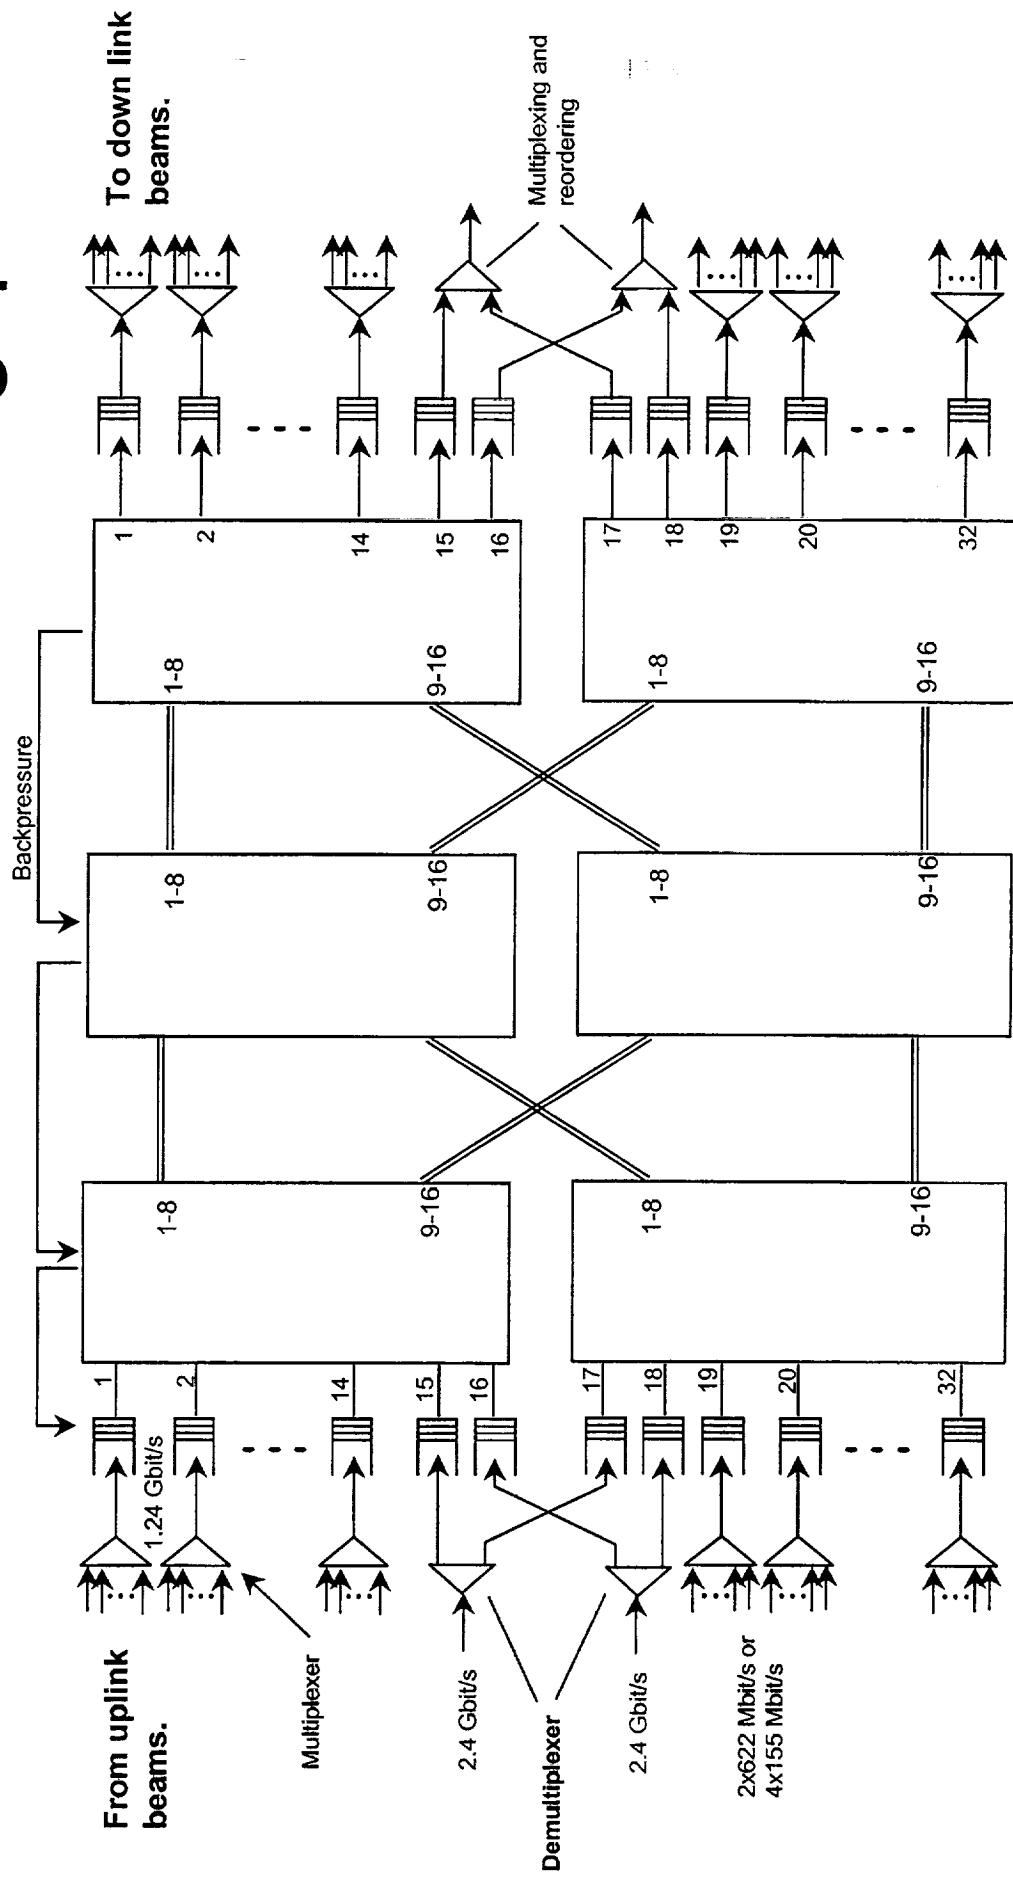 Backpressure
From uplink
beams.
1.24 Gbit/s
Multiplexer
2.4 Gbit/s
Demultiplexer
2.4 Gbit/s
2x622 Mbit/s or
4x155 Mbit/s
1
2
14
15
16
17
18
19
20
32
1-8
9-16
1-8
9-16
1-8
9-16
1-8
9-16
1-8
9-16
1-8
9-16
1
2
14
15
16
17
18
19
20
32
To down link
beams.
Multiplexing and
reordering